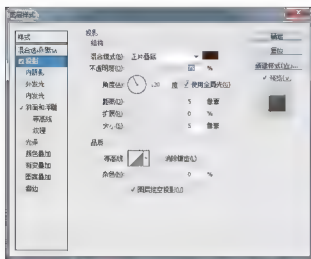 图层样式
样式
混合选项:默认
投影
内阴影
外发光
内发光
斜面和浮雕
等高线
纹理
光泽
颜色叠加
渐变叠加
图案叠加
描边
投影
结构
混合模式(B): 正片叠底
不透明度(O): %
角度(A): 度 使用全局光(G)
距离(D): 5 像素
扩展(R): 0 %
大小(S): 5 像素
品质
等高线: 消除锯齿(L)
杂色(N): 0 %
图层挖空投影(U)
确定
复位
新建样式(W)...
预览(V)